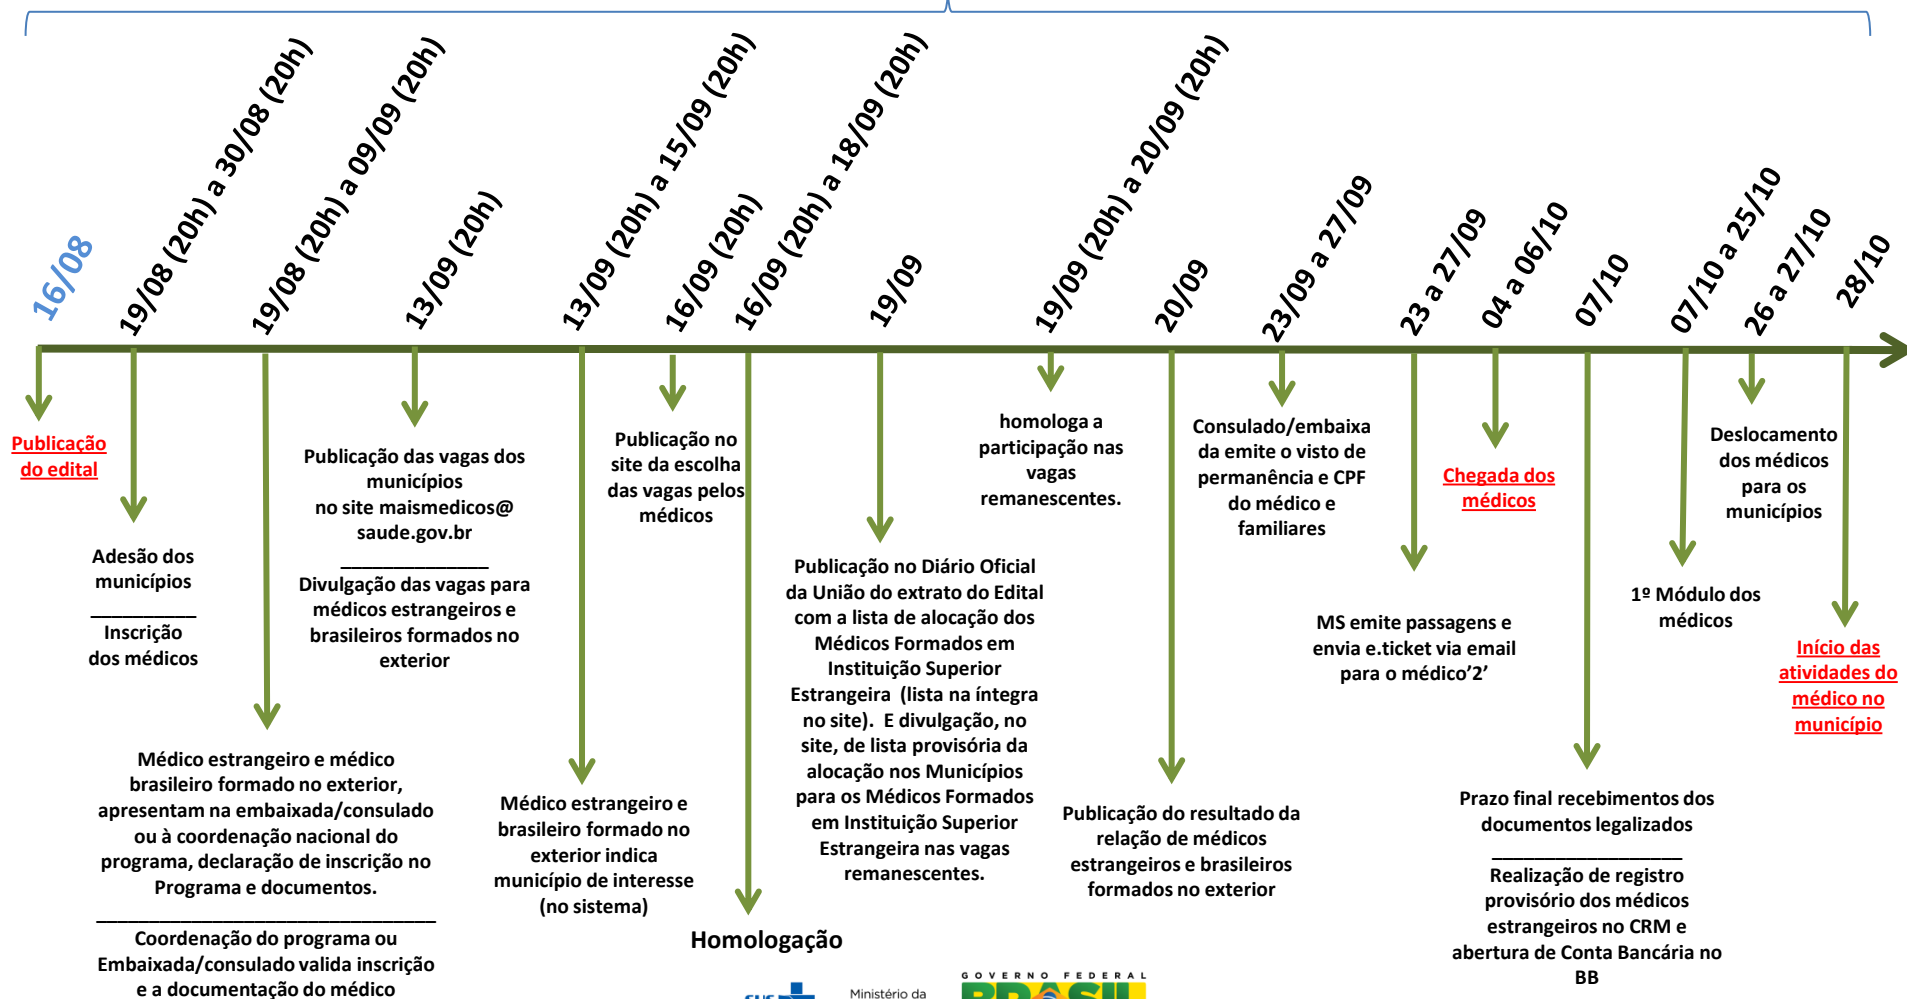 16/08
19/08 (20h) a 30/08 (20h)
19/08 (20h) a 09/09 (20h)
13/09 (20h)
13/09 (20h) a 15/09 (20h)
16/09 (20h)
16/09 (20h) a 18/09 (20h)
19/09
19/09 (20h) a 20/09 (20h)
20/09
23/09 a 27/09
23 a 27/09
04 a 06/10
07/10
07/10 a 25/10
26 a 27/10
28/10
Publicação
do edital
Adesão dos
municípios
Inscrição
dos médicos
Médico estrangeiro e médico
brasileiro formado no exterior,
apresentam na embaixada/consulado
ou à coordenação nacional do
programa, declaração de inscrição no
Programa e documentos.
Coordenação do programa ou
Embaixada/consulado valida inscrição
e a documentação do médico
Publicação das vagas dos
municípios
no site maismedicos@
saude.gov.br
Divulgação das vagas para
médicos estrangeiros e
brasileiros formados no
exterior
Médico estrangeiro e
brasileiro formado no
exterior indica
município de interesse
(no sistema)
Publicação no
site da escolha
das vagas pelos
médicos
Homologação
Publicação no Diário Oficial
da União do extrato do Edital
com a lista de alocação dos
Médicos Formados em
Instituição Superior
Estrangeira (lista na íntegra
no site). E divulgação, no
site, de lista provisória da
alocação nos Municípios
para os Médicos Formados
em Instituição Superior
Estrangeira nas vagas
remanescentes.
homologa a
participação nas
vagas
remanescentes.
Publicação do resultado da
relação de médicos
estrangeiros e brasileiros
formados no exterior
Consulado/embaixa
da emite o visto de
permanência e CPF
do médico e
familiares
MS emite passagens e
envia e.ticket via email
para o médico’2’
Chegada dos
médicos
Prazo final recebimentos dos
documentos legalizados
Realização de registro
provisório dos médicos
estrangeiros no CRM e
abertura de Conta Bancária no
BB
1º Módulo dos
médicos
Deslocamento
dos médicos
para os
municípios
Início das
atividades do
médico no
município
SUS
Ministério da
GOVERNO FEDERAL
BRASIL